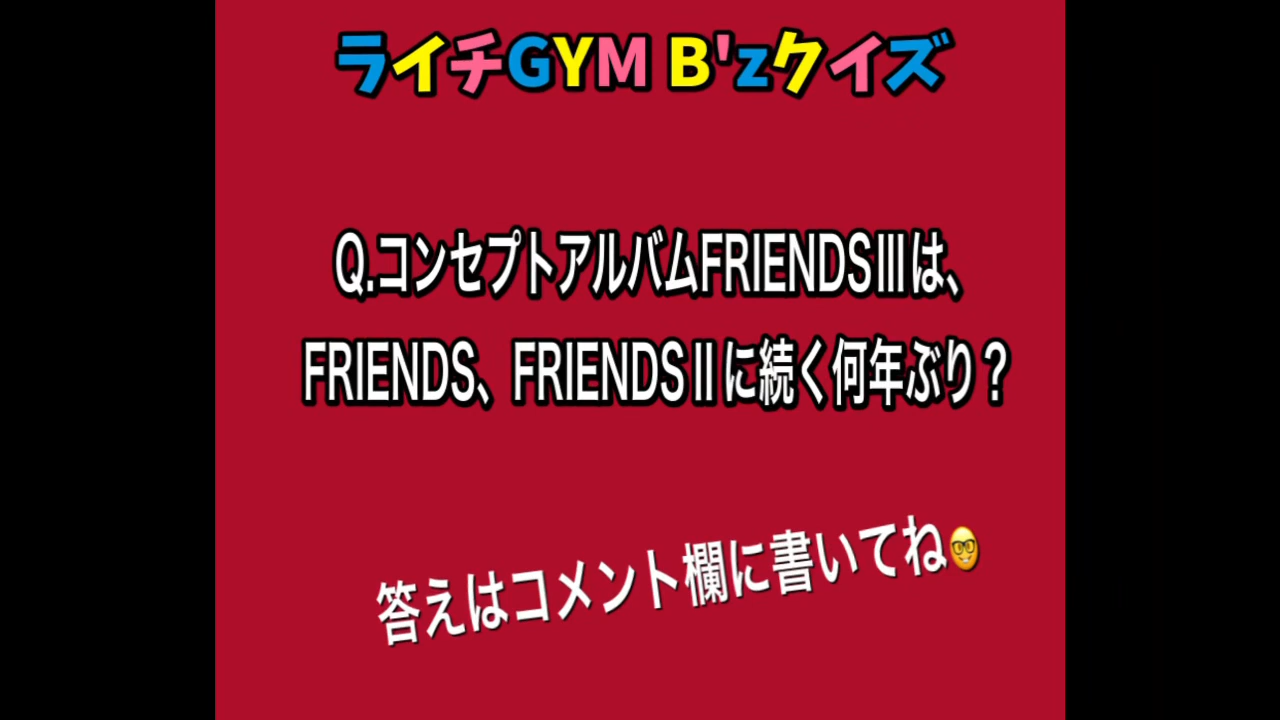 ライチGYM B'zクイズ
Q.コンセプトアルバムFRIENDSⅢは、
FRIENDS、FRIENDSⅡに続く何年ぶり？
答えはコメント欄に書いてね🤓